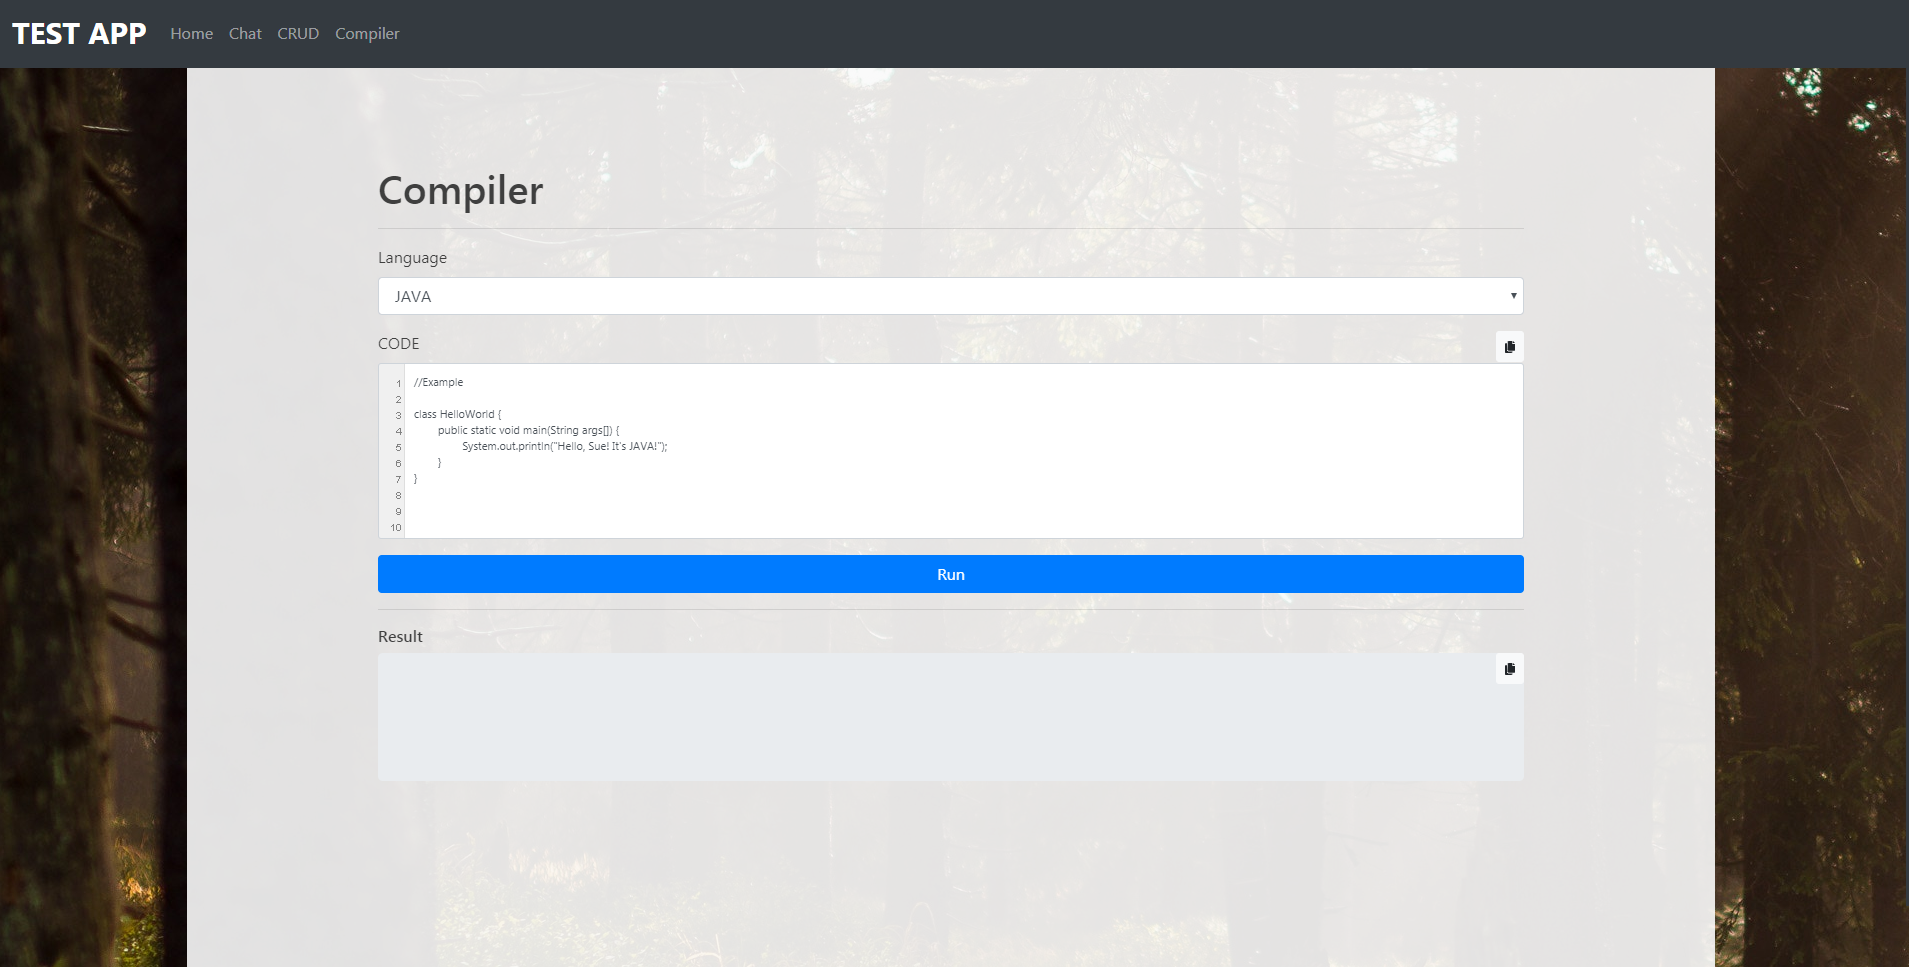 TEST APP Home Chat CRUD Compiler
Compiler
Language
JAVA
CODE
1 //Example
2
3 class HelloWorld {
4 public static void main(String args[]) {
5 System.out.println("Hello, Sue! It's JAVA!");
6 }
7 }
8
9
10
Run
Result